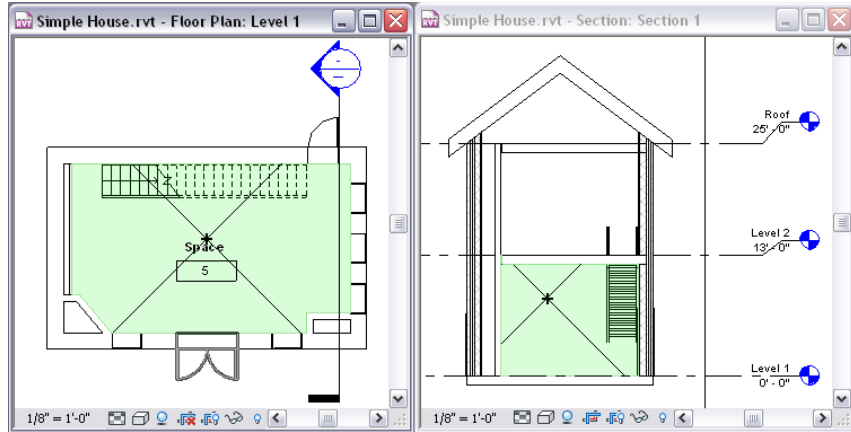 Simple House.rvt - Floor Plan: Level 1
Space
5
1/8" = 1'-0"
Simple House.rvt - Section: Section 1
Roof
25' - 0"
Level 2
13' - 0"
Level 1
0' - 0"
1/8" = 1'-0"